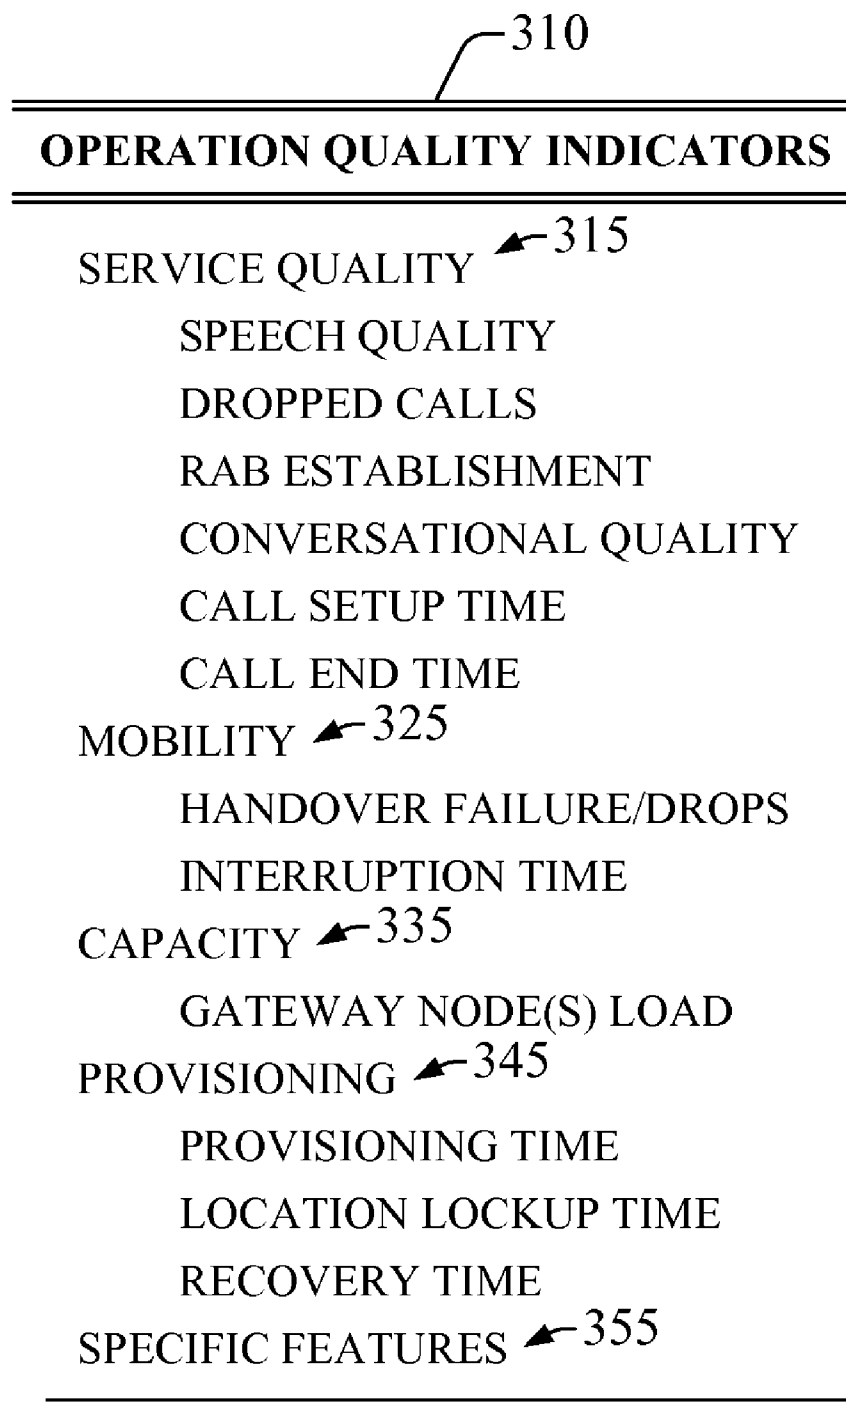 310
OPERATION QUALITY INDICATORS
SERVICE QUALITY 315
SPEECH QUALITY
DROPPED CALLS
RAB ESTABLISHMENT
CONVERSATIONAL QUALITY
CALL SETUP TIME
CALL END TIME
MOBILITY 325
HANDOVER FAILURE/DROPS
INTERRUPTION TIME
CAPACITY 335
GATEWAY NODE(S) LOAD
PROVISIONING 345
PROVISIONING TIME
LOCATION LOCKUP TIME
RECOVERY TIME
SPECIFIC FEATURES 355